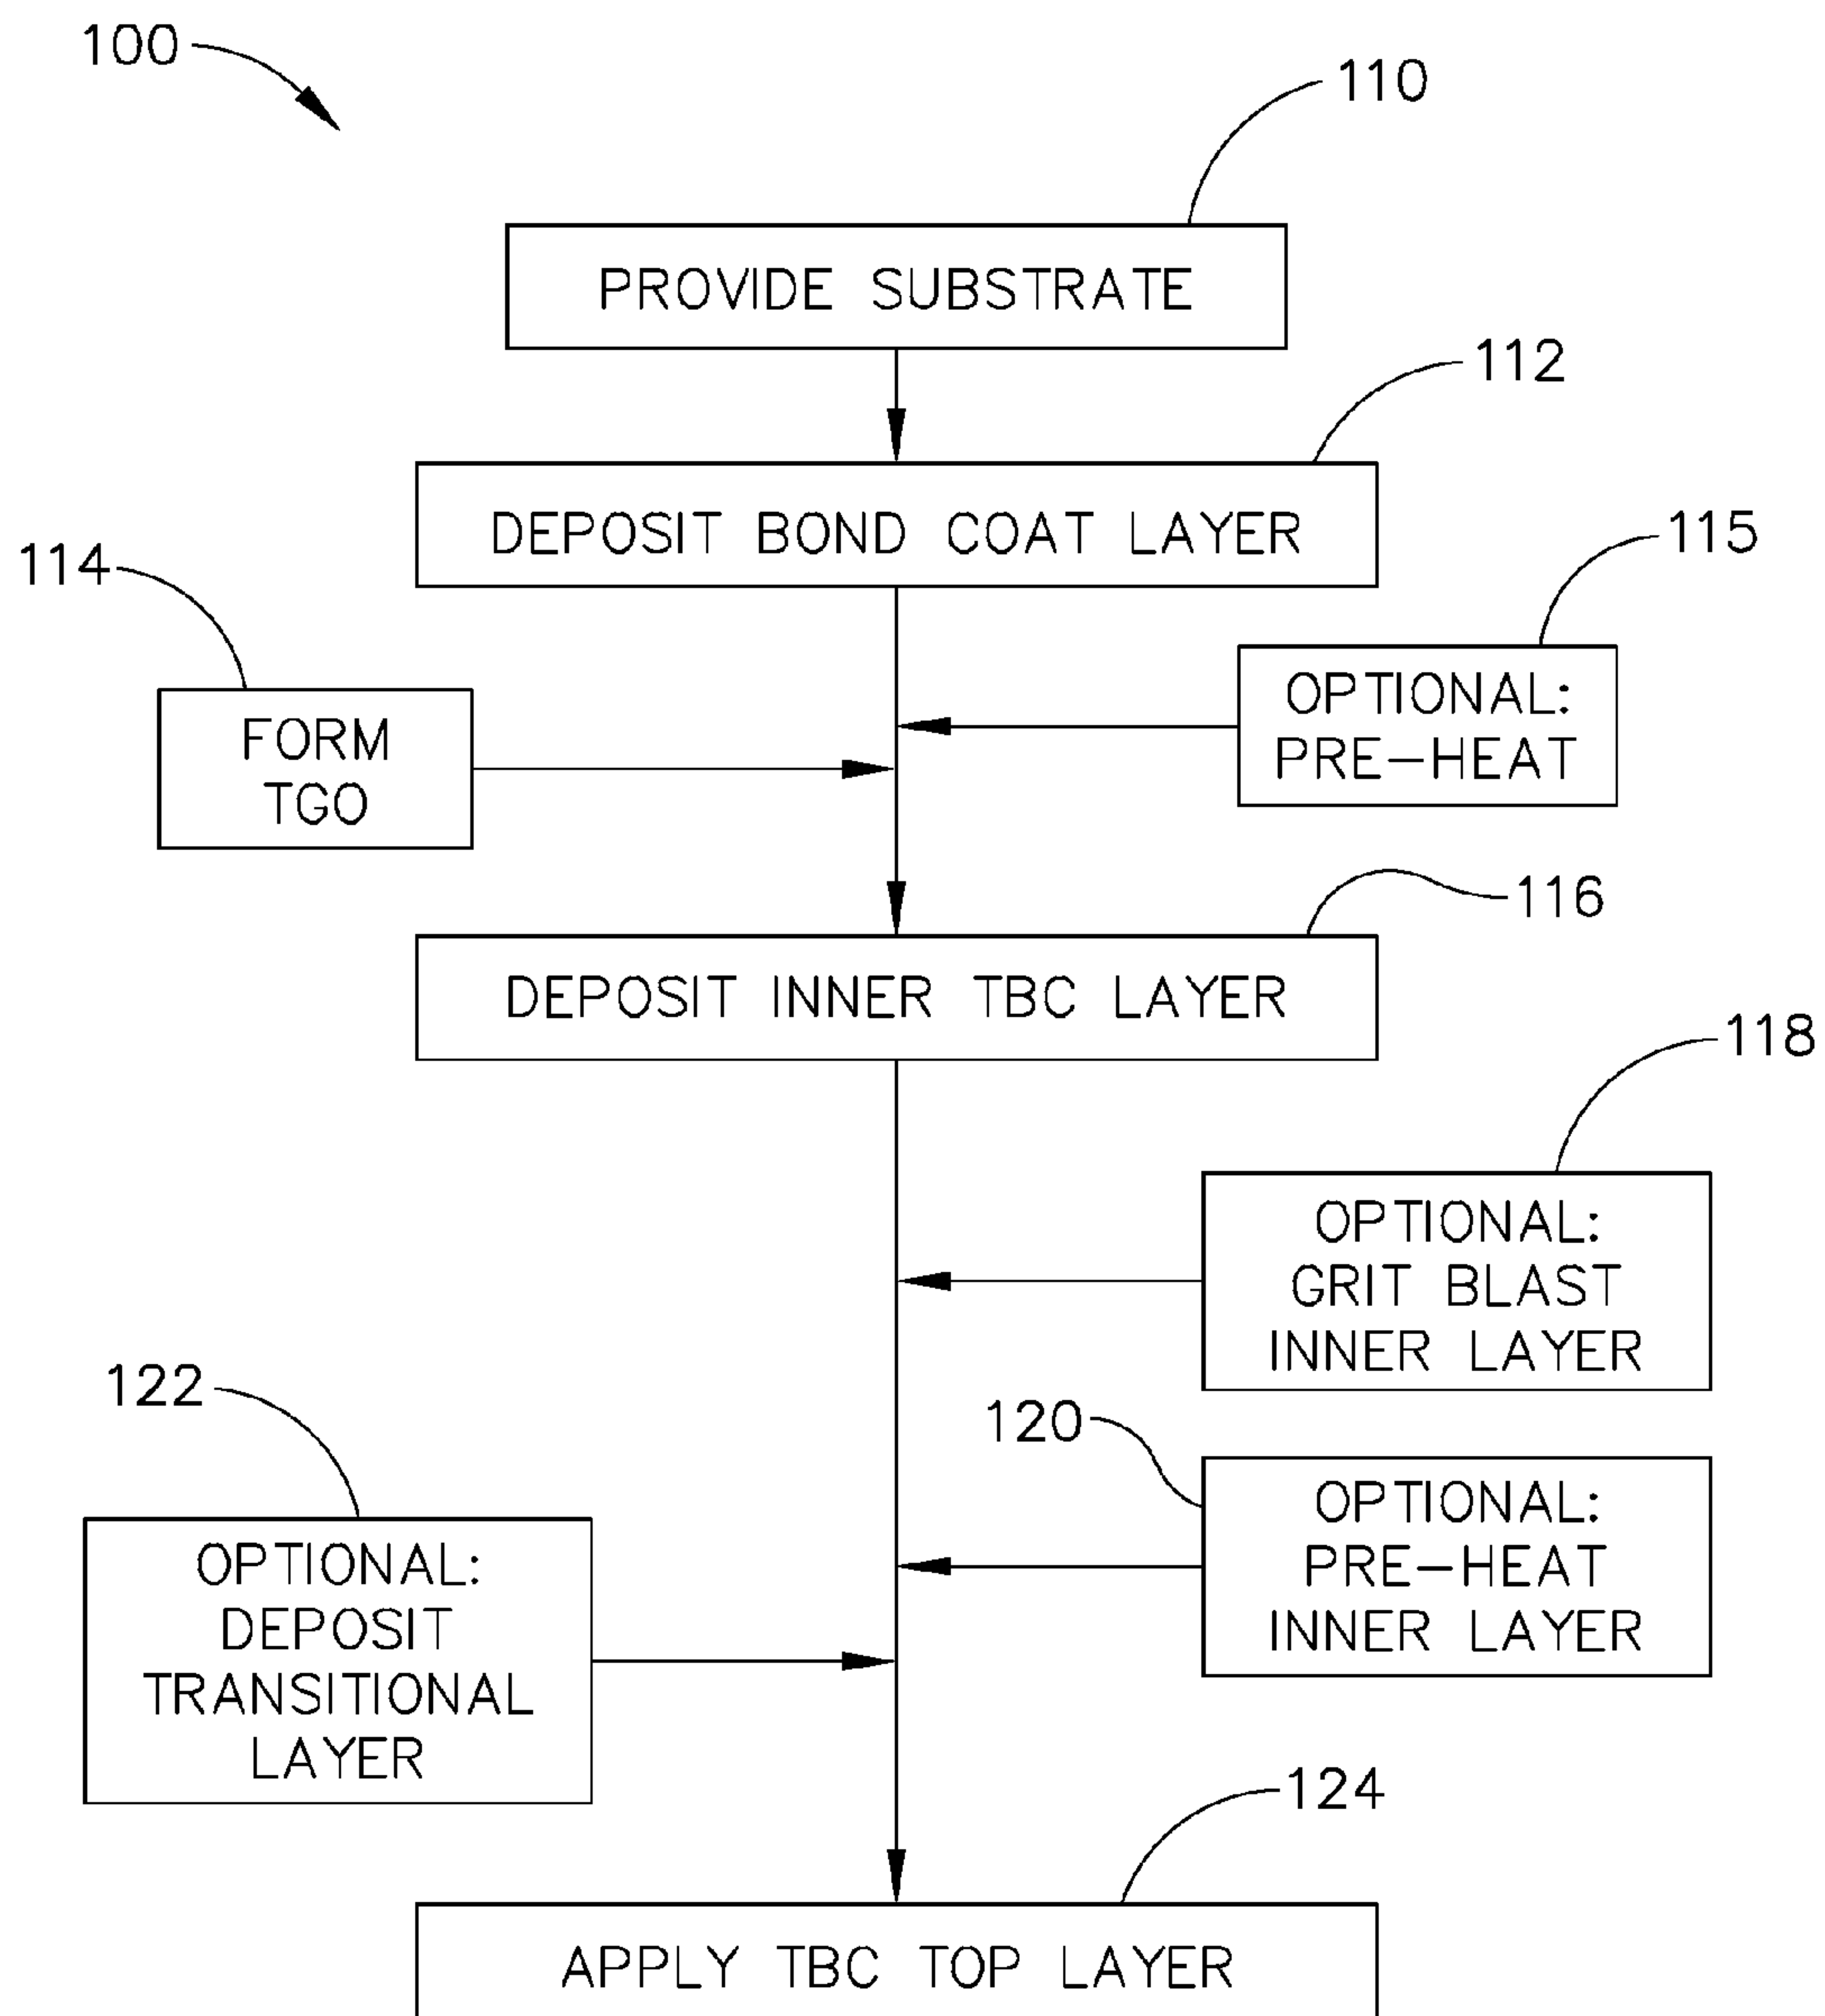 100
110
PROVIDE SUBSTRATE
112
DEPOSIT BOND COAT LAYER
114
115
FORM
TGO
OPTIONAL:
PRE-HEAT
116
DEPOSIT INNER TBC LAYER
118
OPTIONAL:
GRIT BLAST
INNER LAYER
120
OPTIONAL:
PRE-HEAT
INNER LAYER
122
OPTIONAL:
DEPOSIT
TRANSITIONAL
LAYER
124
APPLY TBC TOP LAYER